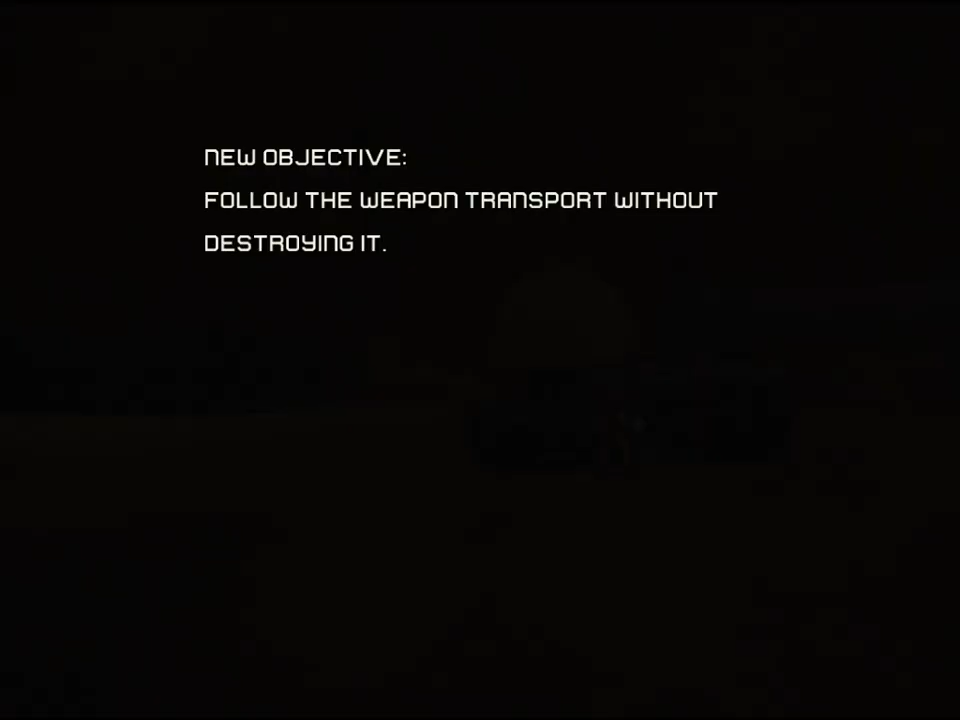 NEW OBJECTIVE:
FOLLOW THE WEAPON TRANSPORT WITHOUT
DESTROYING IT.